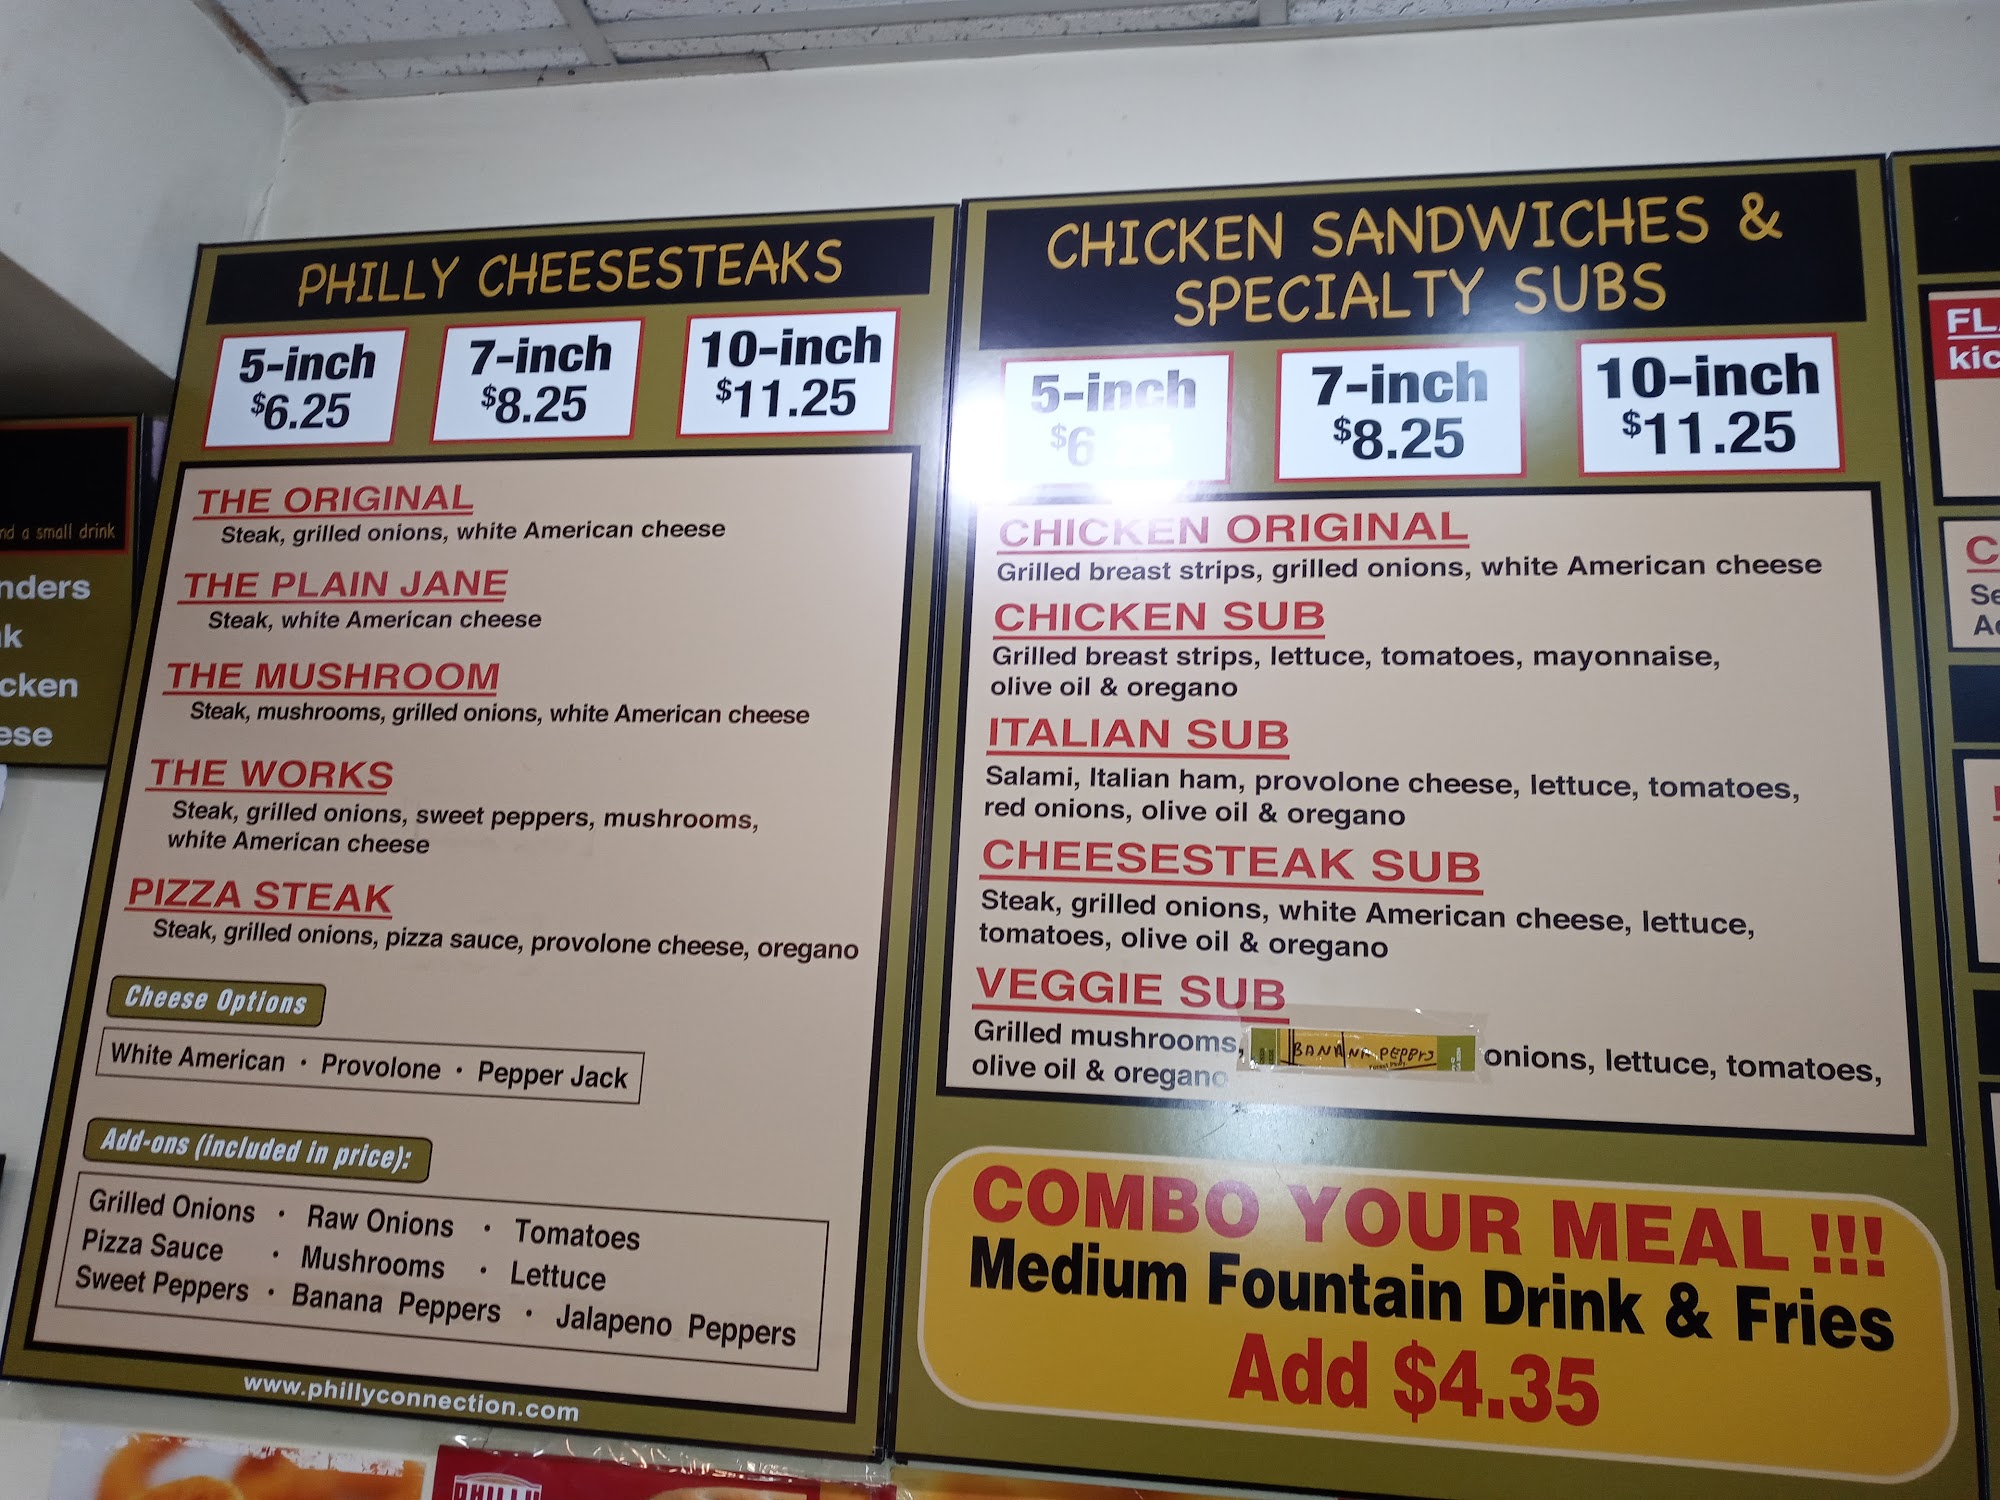 PHILLY CHEESESTEAKS
5-inch
$6.25
7-inch
$8.25
10-inch
$11.25
THE ORIGINAL
Steak, grilled onions, white American cheese
THE PLAIN JANE
Steak, white American cheese
THE MUSHROOM
Steak, mushrooms, grilled onions, white American cheese
THE WORKS
Steak, grilled onions, sweet peppers, mushrooms,
white American cheese
PIZZA STEAK
Steak, grilled onions, pizza sauce, provolone cheese, oregano
Cheese Options
White American • Provolone • Pepper Jack
Add-ons (included in price):
Grilled Onions • Raw Onions • Tomatoes
Pizza Sauce • Mushrooms • Lettuce
Sweet Peppers • Banana Peppers • Jalapeno Peppers
www.phillyconnection.com
CHICKEN SANDWICHES &
SPECIALTY SUBS
5-inch
$6
7-inch
$8.25
10-inch
$11.25
CHICKEN ORIGINAL
Grilled breast strips, grilled onions, white American cheese
CHICKEN SUB
Grilled breast strips, lettuce, tomatoes, mayonnaise,
olive oil & oregano
ITALIAN SUB
Salami, Italian ham, provolone cheese, lettuce, tomatoes,
red onions, olive oil & oregano
CHEESESTEAK SUB
Steak, grilled onions, white American cheese, lettuce,
tomatoes, olive oil & oregano
VEGGIE SUB
Grilled mushrooms, BANANA PEPPERS onions, lettuce, tomatoes,
olive oil & oregano
COMBO YOUR MEAL !!!
Medium Fountain Drink & Fries
Add $4.35
a small drink
PHILLY